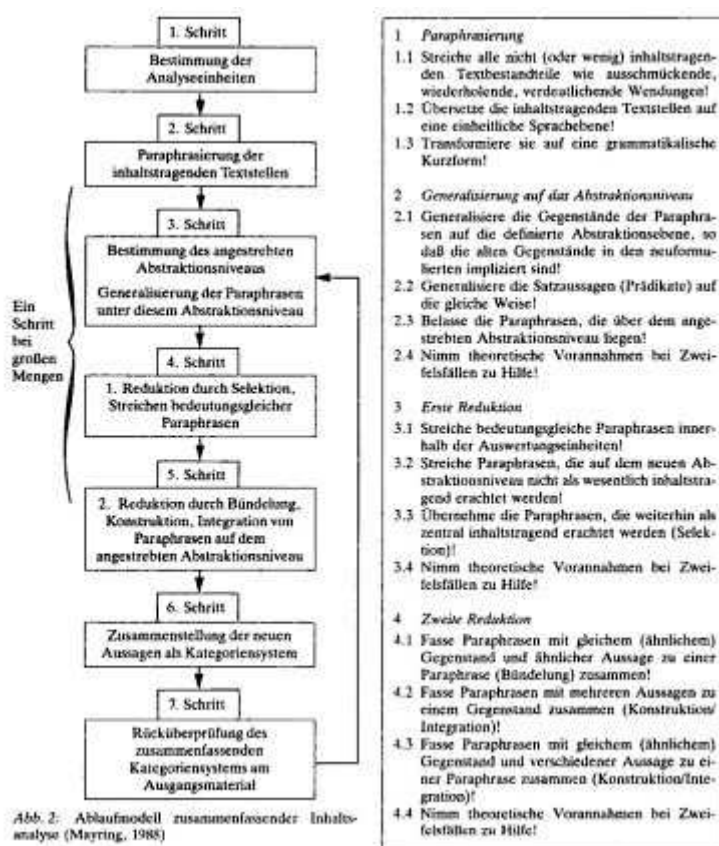 1. Schritt
Bestimmung der
Analyseeinheiten
2. Schritt
Paraphrasierung der
inhaltstragenden Textstellen
3. Schritt
Bestimmung des angestrebten
Abstraktionsniveaus
Generalisierung der Paraphrasen
unter diesem Abstraktionsniveau
Ein
Schritt
bei
großen
Mengen
4. Schritt
1. Reduktion durch Selektion,
Streichen bedeutungsgleicher
Paraphrasen
5. Schritt
2. Reduktion durch Bündelung,
Konstruktion, Integration von
Paraphrasen auf dem
angestrebten Abstraktionsniveau
6. Schritt
Zusammenstellung der neuen
Aussagen als Kategoriensystem
7. Schritt
Rücküberprüfung des
zusammenfassenden
Kategoriensystems am
Ausgangsmaterial
Abb. 2: Ablaufmodell zusammenfassender Inhalts-
analyse (Mayring, 1988)
1 Paraphrasierung
1.1 Streiche alle nicht (oder wenig) inhaltstragen-
den Textbestandteile wie ausschmückende,
wiederholende, verdeutlichende Wendungen!
1.2 Übersetze die inhaltstragenden Textstellen auf
eine einheitliche Sprachebene!
1.3 Transformiere sie auf eine grammatikalische
Kurzform!
2 Generalisierung auf das Abstraktionsniveau
2.1 Generalisiere die Gegenstände der Paraphra-
sen auf die definierte Abstraktionsebene, so
daß die alten Gegenstände in den neuformu-
lierten impliziert sind!
2.2 Generalisiere die Satzaussagen (Prädikate) auf
die gleiche Weise!
2.3 Belasse die Paraphrasen, die über dem ange-
strebten Abstraktionsniveau liegen!
2.4 Nimm theoretische Vorannahmen bei Zwei-
felsfällen zu Hilfe!
3 Erste Reduktion
3.1 Streiche bedeutungsgleiche Paraphrasen inner-
halb der Auswertungseinheiten!
3.2 Streiche Paraphrasen, die auf dem neuen Ab-
straktionsniveau nicht als wesentlich inhaltstra-
gend erachtet werden!
3.3 Übernehme die Paraphrasen, die weiterhin als
zentral inhaltstragend erachtet werden (Selek-
tion)!
3.4 Nimm theoretische Vorannahmen bei Zwei-
felsfällen zu Hilfe!
4 Zweite Reduktion
4.1 Fasse Paraphrasen mit gleichem (ähnlichem)
Gegenstand und ähnlicher Aussage zu einer
Paraphrase (Bündelung) zusammen!
4.2 Fasse Paraphrasen mit mehreren Aussagen zu
einem Gegenstand zusammen (Konstruktion/
Integration)!
4.3 Fasse Paraphrasen mit gleichem (ähnlichem)
Gegenstand und verschiedener Aussage zu ei-
ner Paraphrase zusammen (Konstruktion/Inte-
gration)!
4.4 Nimm theoretische Vorannahmen bei Zwei-
felsfällen zu Hilfe!